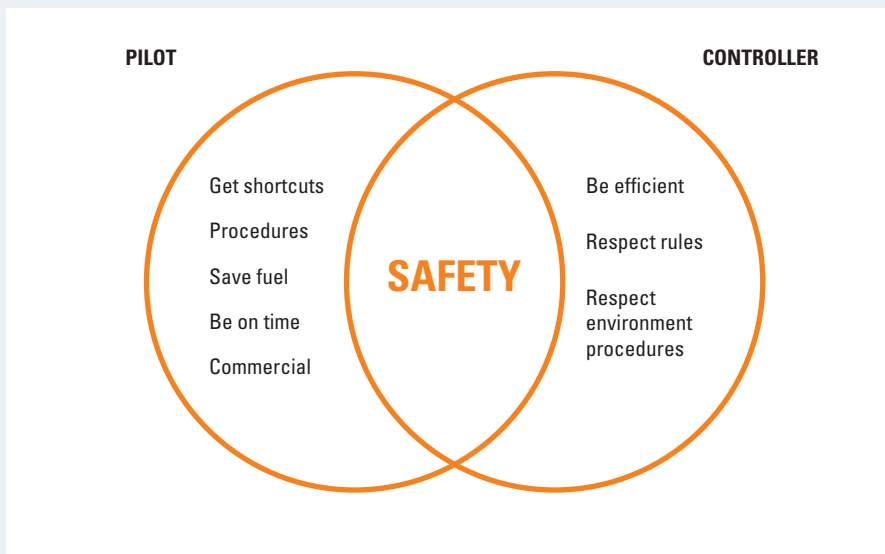 PILOT
CONTROLLER
Get shortcuts
Procedures
Save fuel
Be on time
Commercial
SAFETY
Be efficient
Respect rules
Respect
environment
procedures